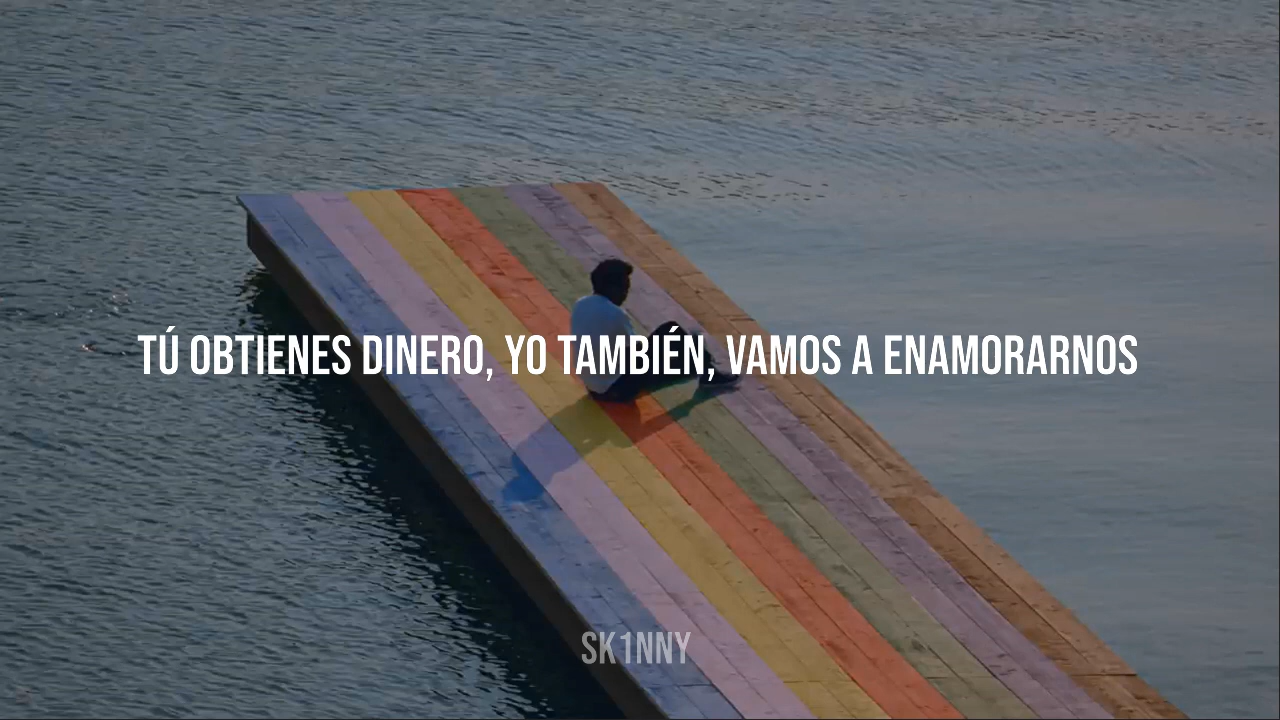 TÚ OBTIENES DINERO, YO TAMBIÉN, VAMOS A ENAMORARNOS
SK1NNY